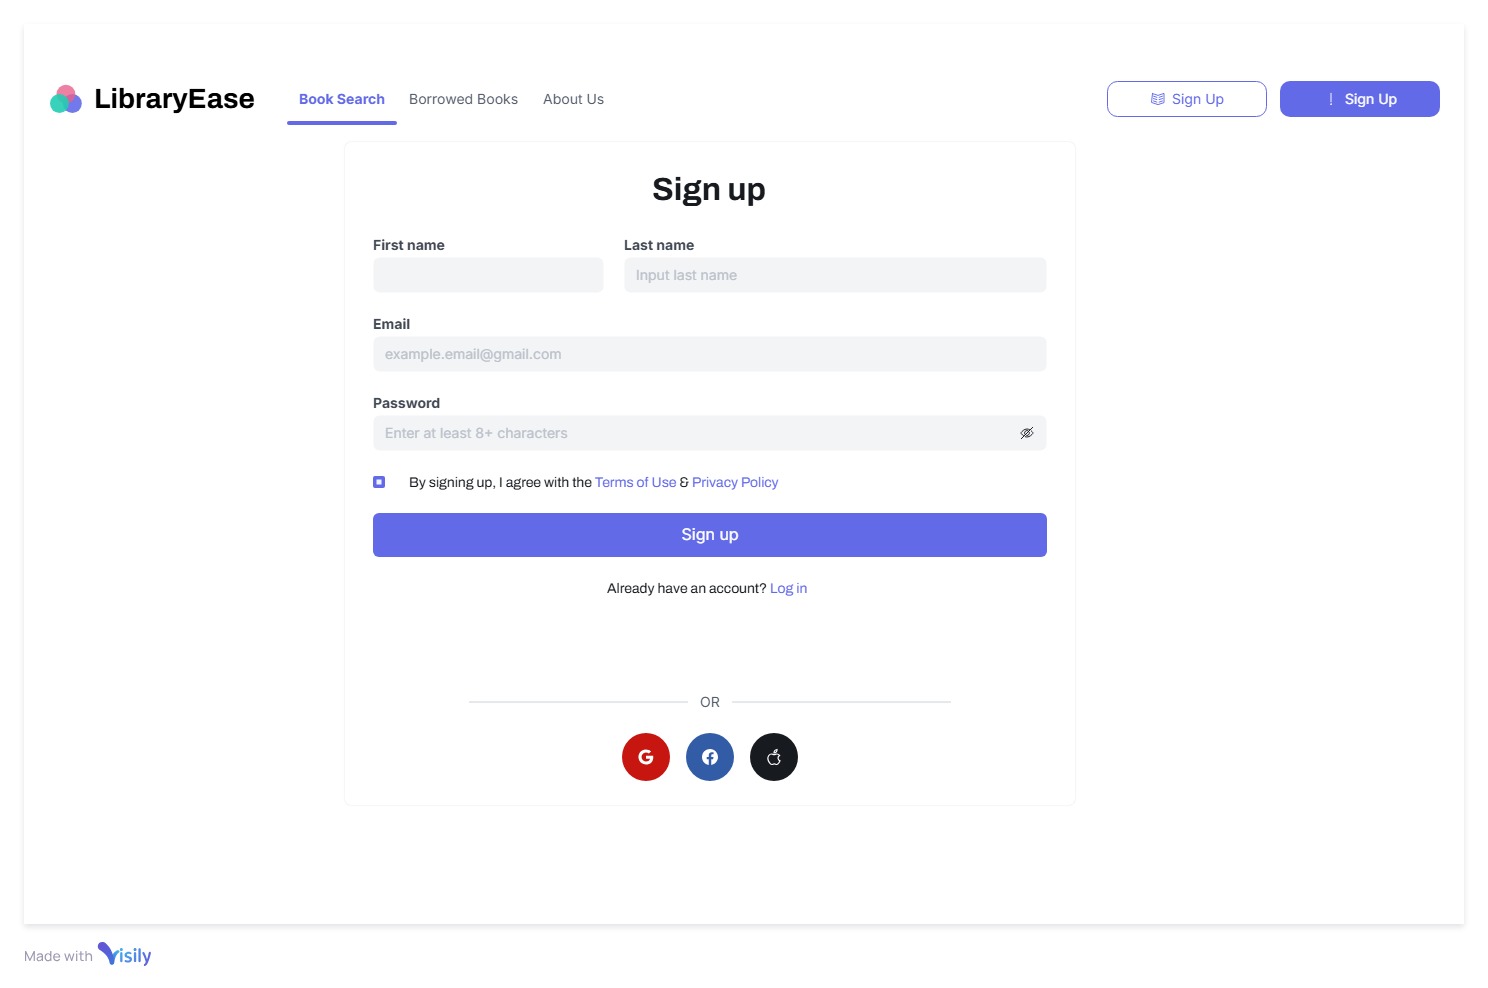 LibraryEase
Book Search
Borrowed Books
About Us
Sign Up
Sign Up
Sign up
First name
Last name
Input last name
Email
example.email@gmail.com
Password
Enter at least 8+ characters
By signing up, I agree with the Terms of Use & Privacy Policy
Sign up
Already have an account? Log in
OR
Made with Visily